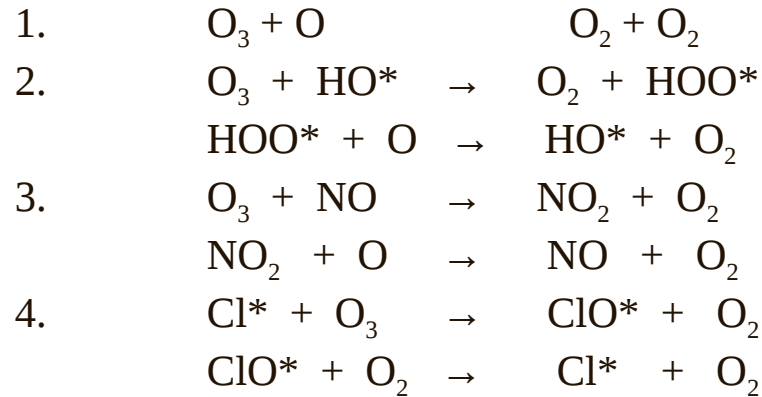 1. O₃ + O O₂ + O₂
2. O₃ + HO* → O₂ + HOO*
HOO* + O → HO* + O₂
3. O₃ + NO → NO₂ + O₂
NO₂ + O → NO + O₂
4. Cl* + O₃ → ClO* + O₂
ClO* + O₂ → Cl* + O₂